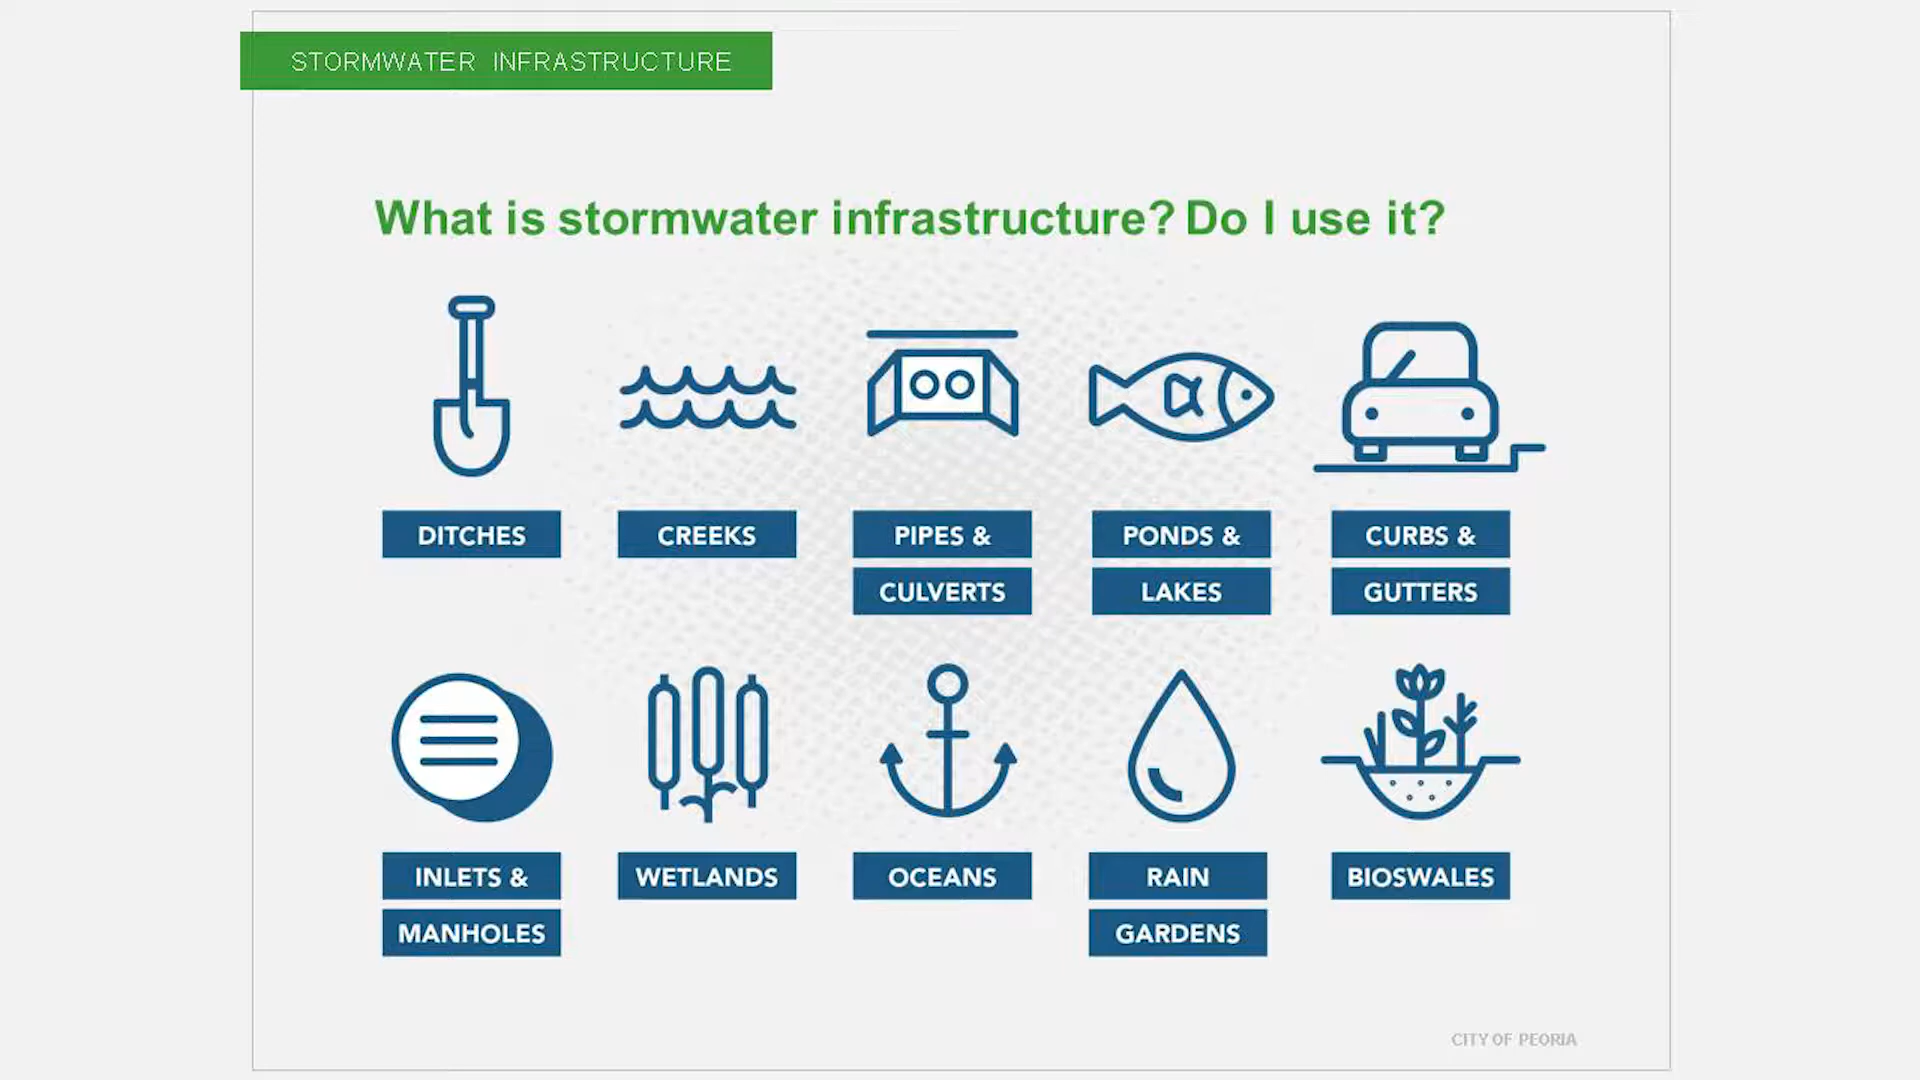 STORMWATER INFRASTRUCTURE
What is stormwater infrastructure? Do I use it?
DITCHES
CREEKS
PIPES &
CULVERTS
PONDS &
LAKES
CURBS &
GUTTERS
INLETS &
MANHOLES
WETLANDS
OCEANS
RAIN
GARDENS
BIOSWALES
CITY OF PEORIA